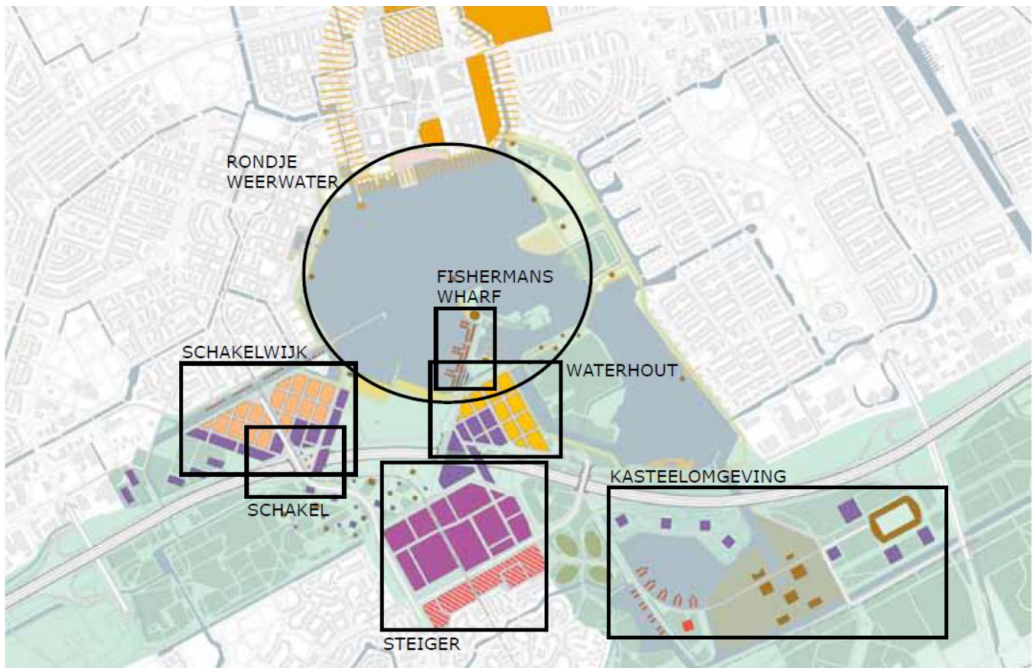 RONDJE
WEERWATER
FISHERMANS
WHARF
SCHAKELWIJK
WATERHOUT
KASTEELOMGEVING
SCHAKEL
STEIGER